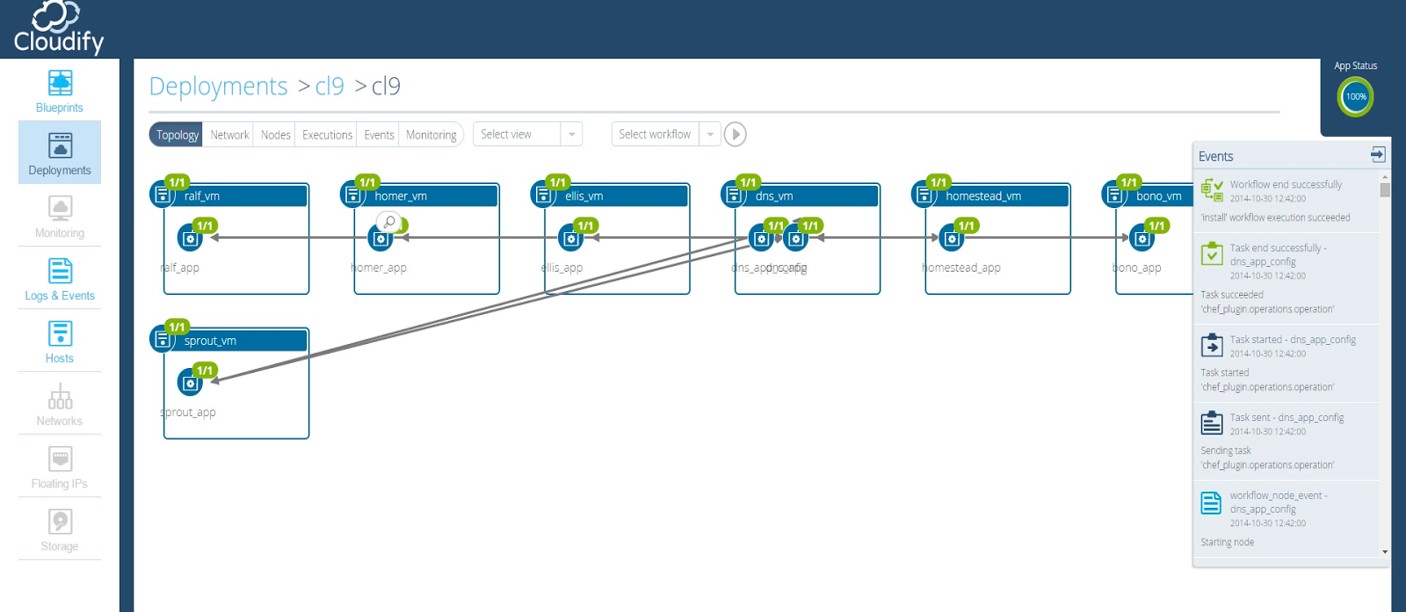 Cloudify
Blueprints
Deployments
Monitoring
Logs & Events
Hosts
Networks
Floating IPs
Storage
Deployments > cl9 > cl9
Topology Network Nodes Executions Events Monitoring Select view Select workflow
App Status
100%
1/1 1/1 1/1 1/1 1/1 1/1
ralf_vm homer_vm ellis_vm dns_vm homestead_vm bono_vm
1/1 1/1 1/1 1/1 1/1 1/1
ralf_app homer_app ellis_app homestead_app bono_app
1/1
sprout_vm
1/1
sprout_app
Events
Workflow end successfully
2014-10-30 12:42:00
'install' workflow execution succeeded
Task end successfully -
dns_app_config
2014-10-30 12:42:00
Task succeeded
'chef_plugin.operations.operation'
Task started - dns_app_config
2014-10-30 12:42:00
Task started
'chef_plugin.operations.operation'
Task sent - dns_app_config
2014-10-30 12:42:00
Sending task
'chef_plugin.operations.operation'
workflow_node_event -
dns_app_config
2014-10-30 12:42:00
Starting node